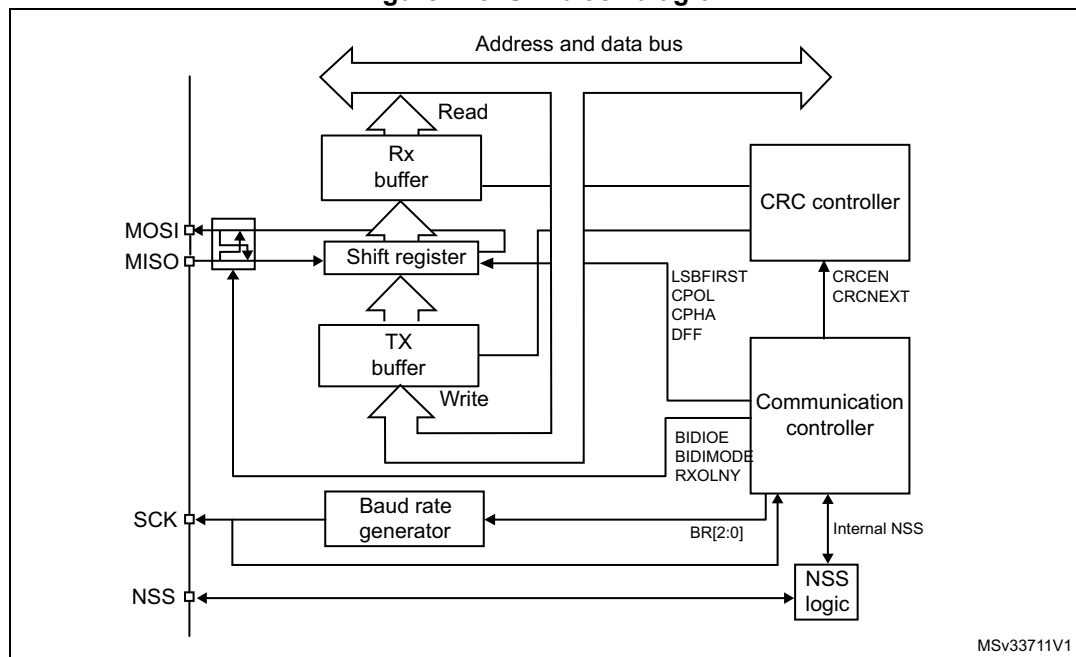 Address and data bus
Read
Rx
buffer
CRC controller
MOSI
MISO
Shift register
LSBFIRST
CPOL
CPHA
DFF
CRCEN
CRCNEXT
TX
buffer
Write
Communication
controller
BIDIOE
BIDIMODE
RXOLNY
SCK
Baud rate
generator
BR[2:0]
Internal NSS
NSS
NSS
logic
MSv33711V1